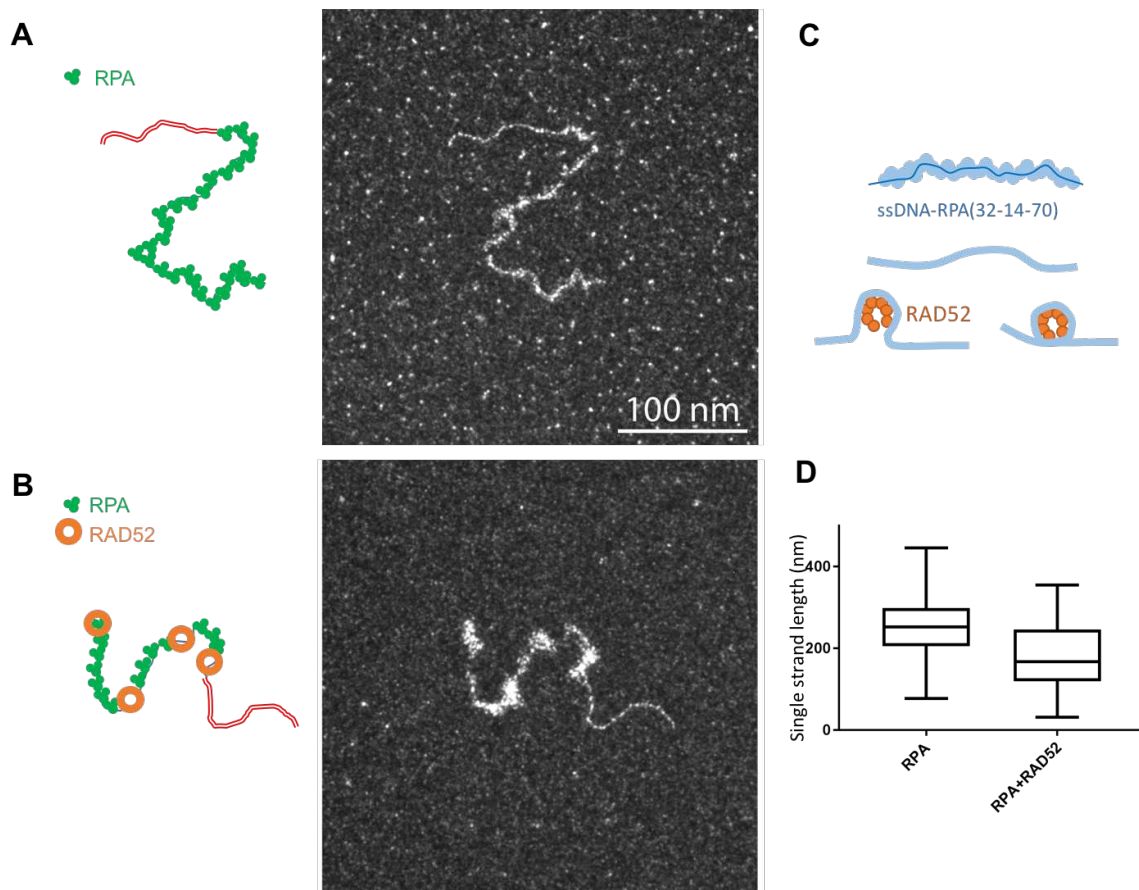 A
RPA
100 nm
B
RPA
RAD52
C
ssDNA-RPA(32-14-70)
RAD52
D
Single strand length (nm)
400
200
0
RPA
RPA+RAD52